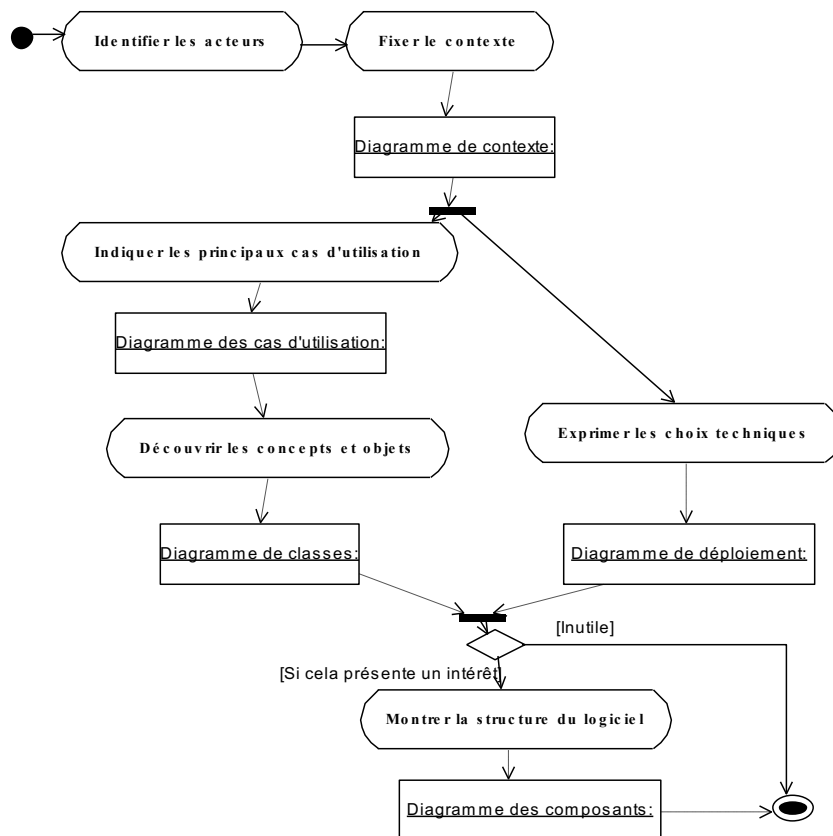 Identifier les acteurs
Fixer le contexte
Diagramme de contexte:
Indiquer les principaux cas d'utilisation
Diagramme des cas d'utilisation:
Découvrir les concepts et objets
Exprimer les choix techniques
Diagramme de classes:
Diagramme de déploiement:
[Inutile]
[Si cela présente un intérêt]
Montrer la structure du logiciel
Diagramme des composants: